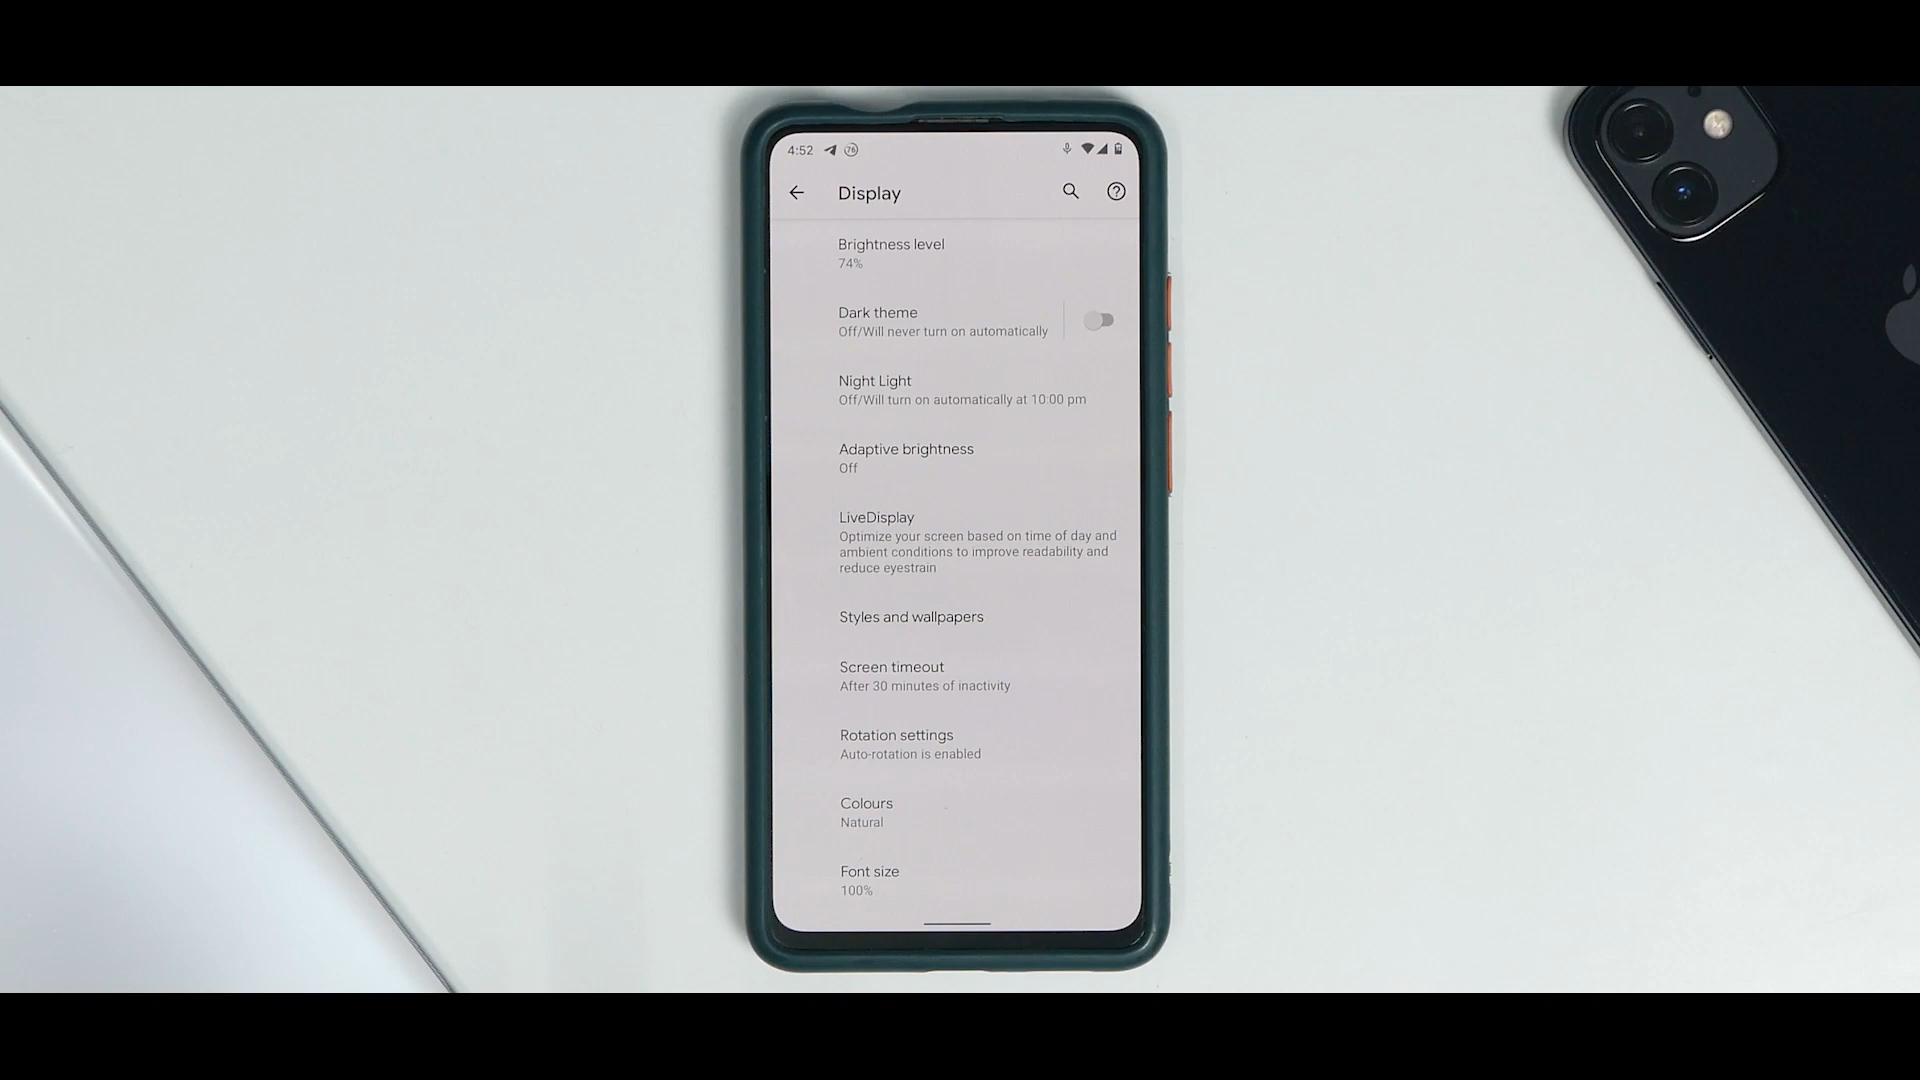 4:52 76
Display
Brightness level
74%
Dark theme
Off/Will never turn on automatically
Night Light
Off/Will turn on automatically at 10:00 pm
Adaptive brightness
Off
LiveDisplay
Optimize your screen based on time of day and
ambient conditions to improve readability and
reduce eyestrain
Styles and wallpapers
Screen timeout
After 30 minutes of inactivity
Rotation settings
Auto-rotation is enabled
Colours
Natural
Font size
100%